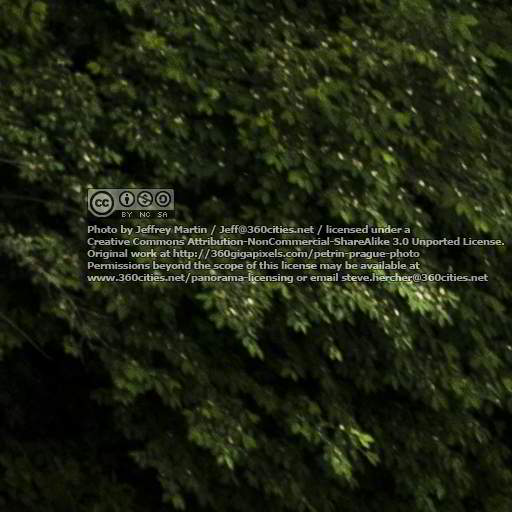 cc
BY NC SA
Photo by Jeffrey Martin / Jeff@360cities.net / licensed under a
Creative Commons Attribution-NonCommercial-ShareAlike 3.0 Unported License.
Original work at http://360gigapixels.com/petrin-prague-photo
Permissions beyond the scope of this license may be available at
www.360cities.net/panorama-licensing or email steve.hercher@360cities.net